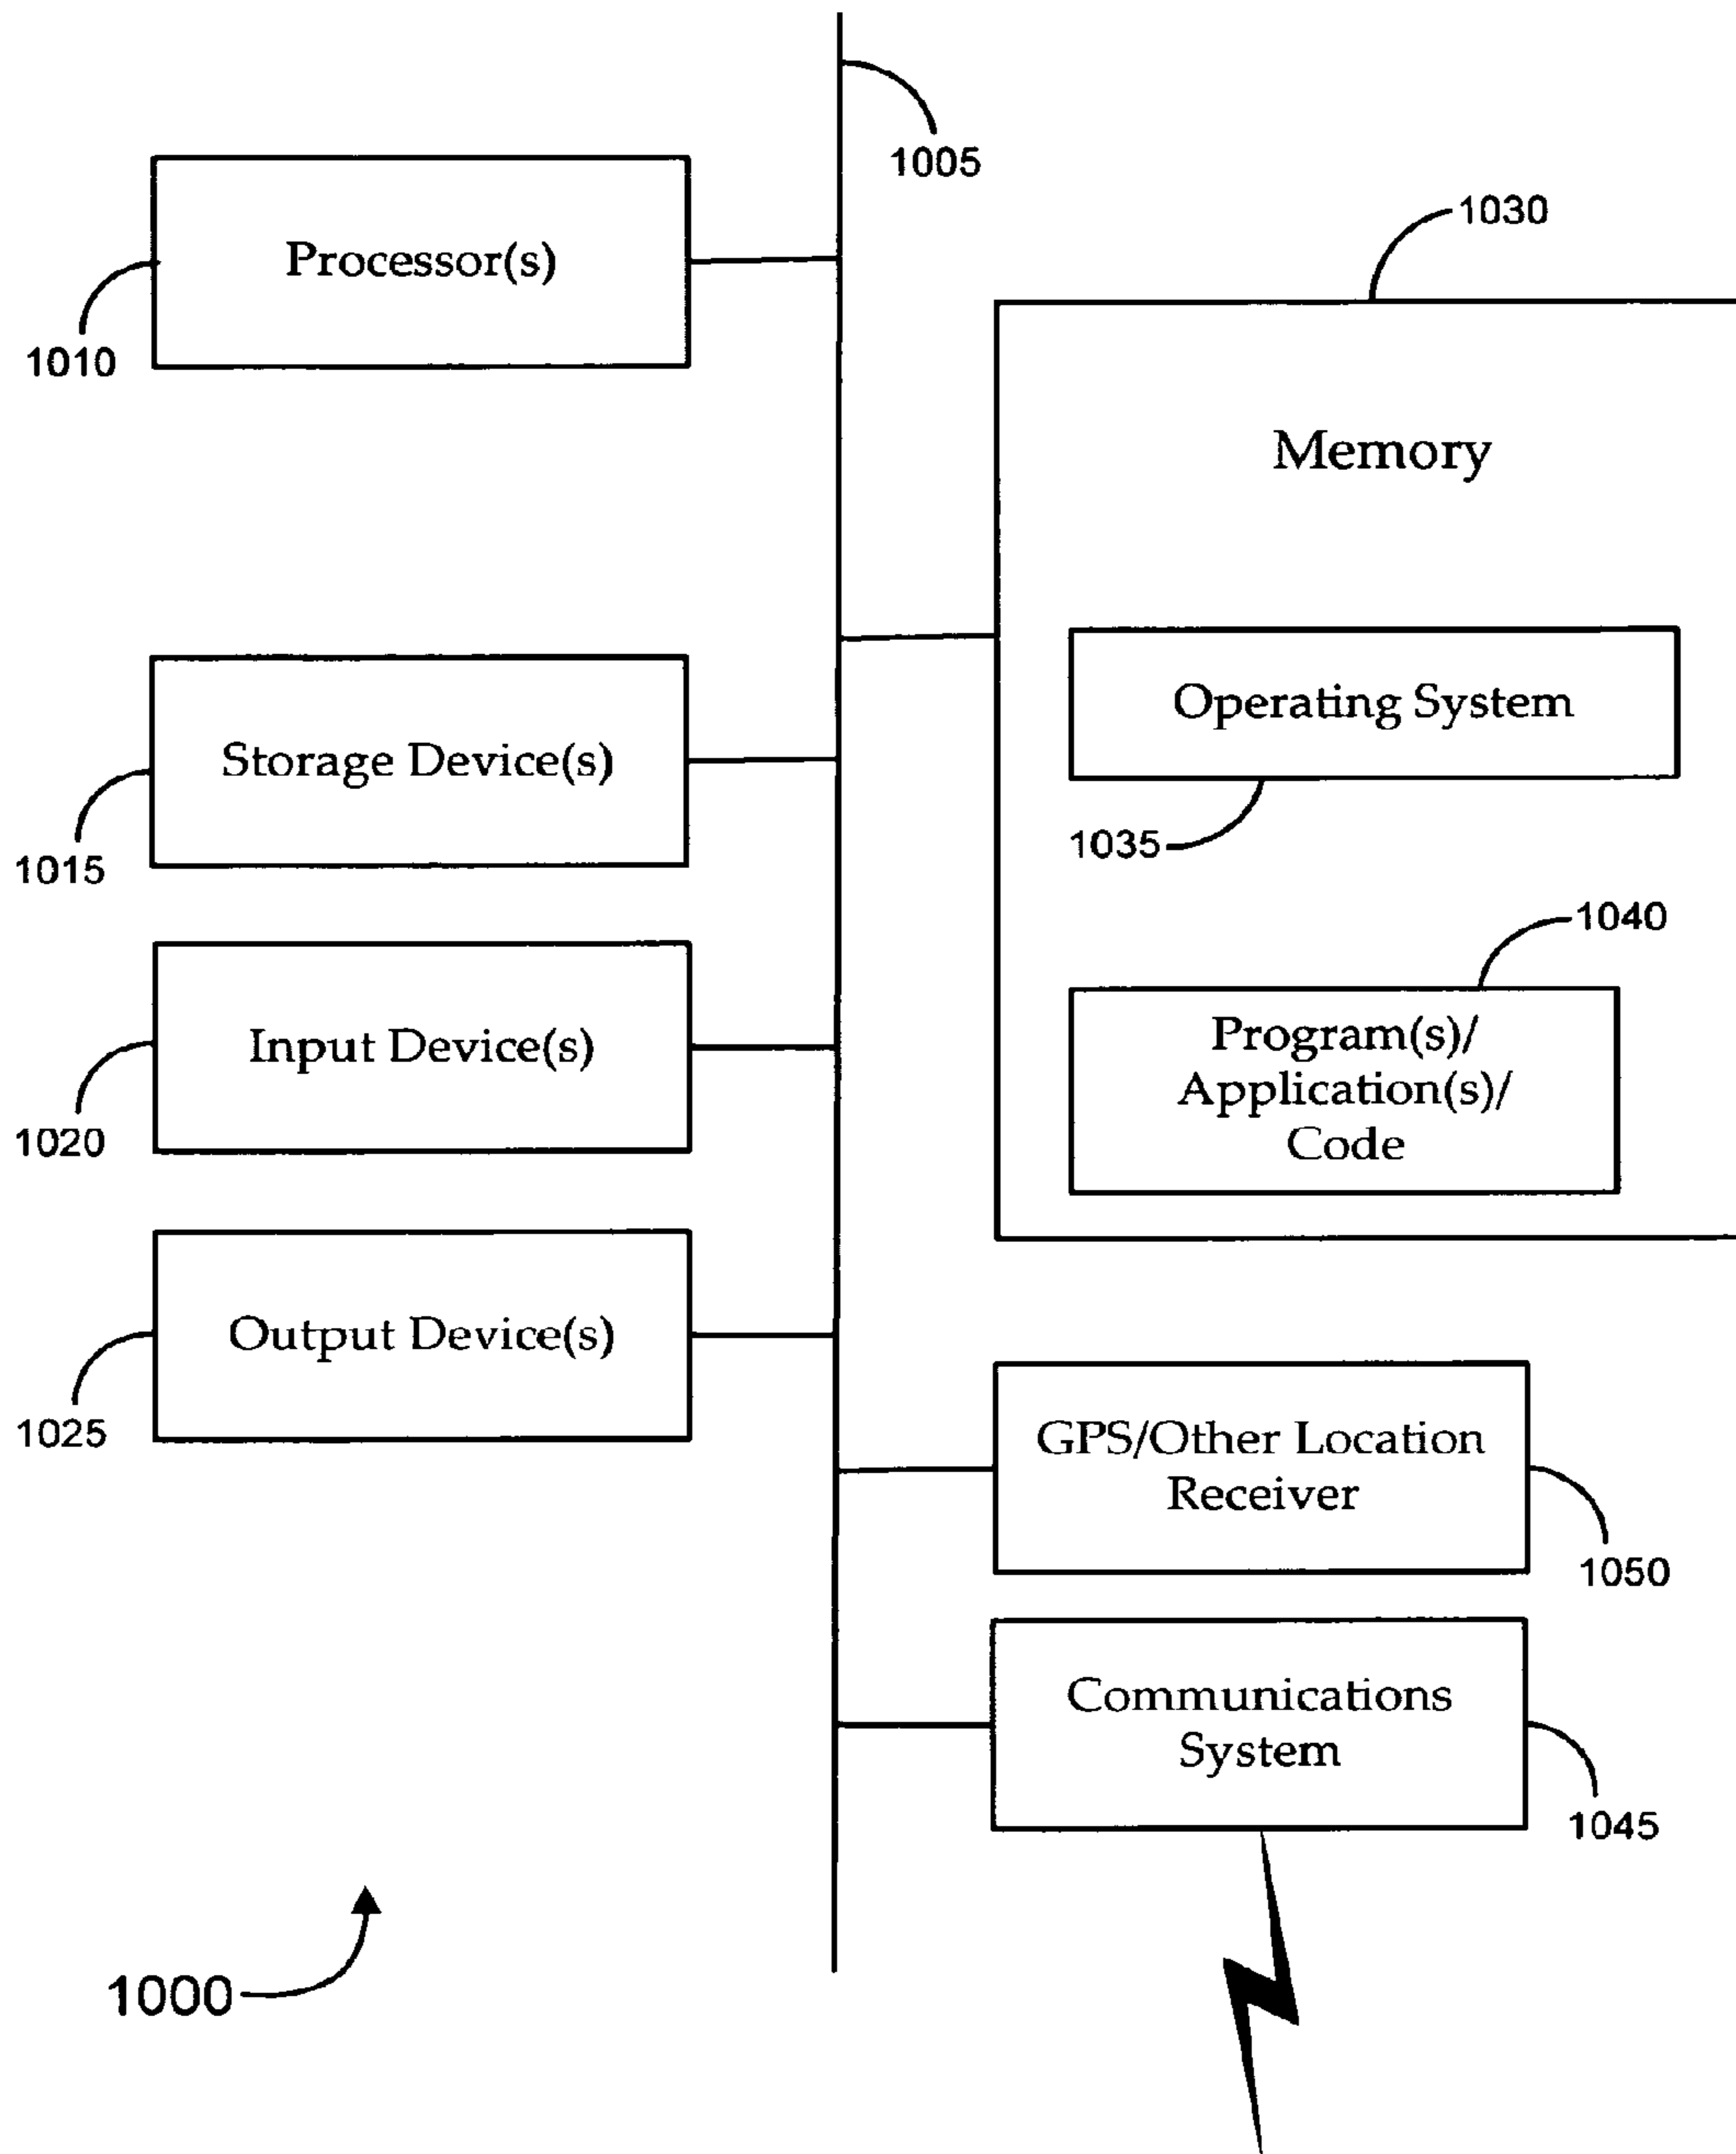 1005
Processor(s)
1010
1030
Memory
Operating System
1035
Storage Device(s)
1015
1040
Program(s)/
Application(s)/
Code
Input Device(s)
1020
Output Device(s)
1025
GPS/Other Location
Receiver
1050
Communications
System
1045
1000